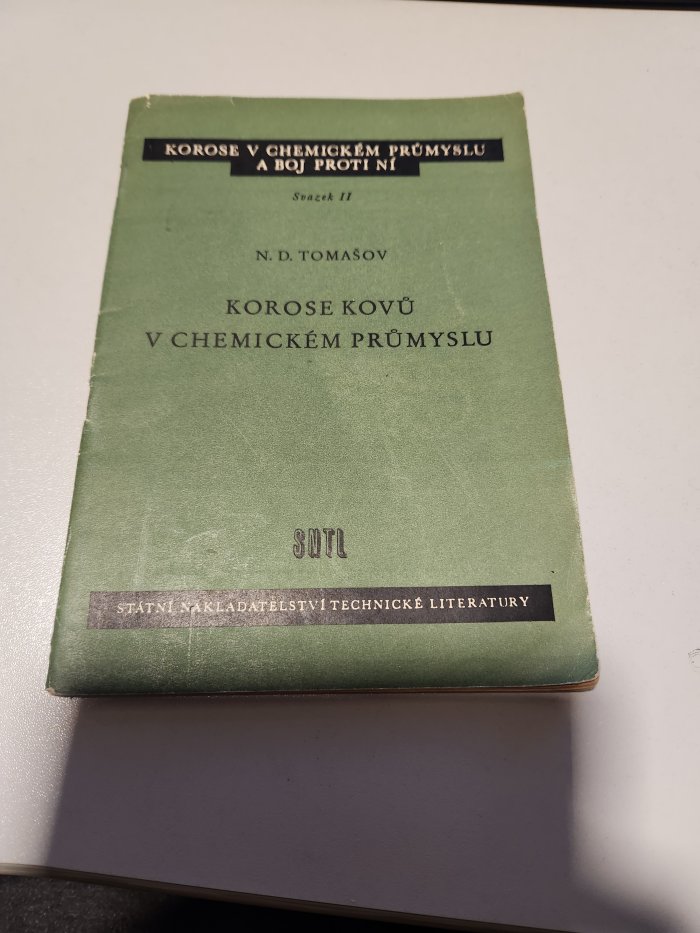 KOROSE V CHEMICKÉM PRŮMYSLU
A BOJ PROTI NÍ
Svazek II
N. D. TOMAŠOV
KOROSE KOVŮ
V CHEMICKÉM PRŮMYSLU
SNTL
STÁTNÍ NAKLADATELSTVÍ TECHNICKÉ LITERATURY